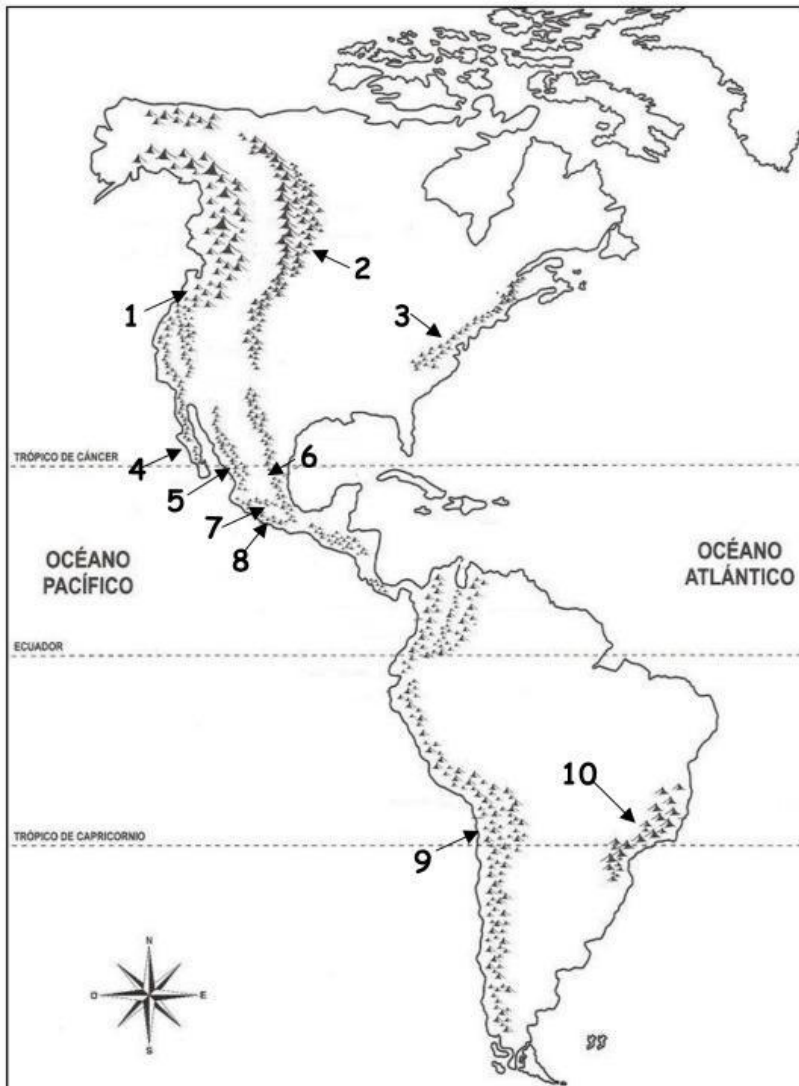 2
1
3
TRÓPICO DE CÁNCER
4
5
6
7
8
OCÉANO
PACÍFICO
OCÉANO
ATLÁNTICO
ECUADOR
10
TRÓPICO DE CAPRICORNIO
9
N
O
E
S